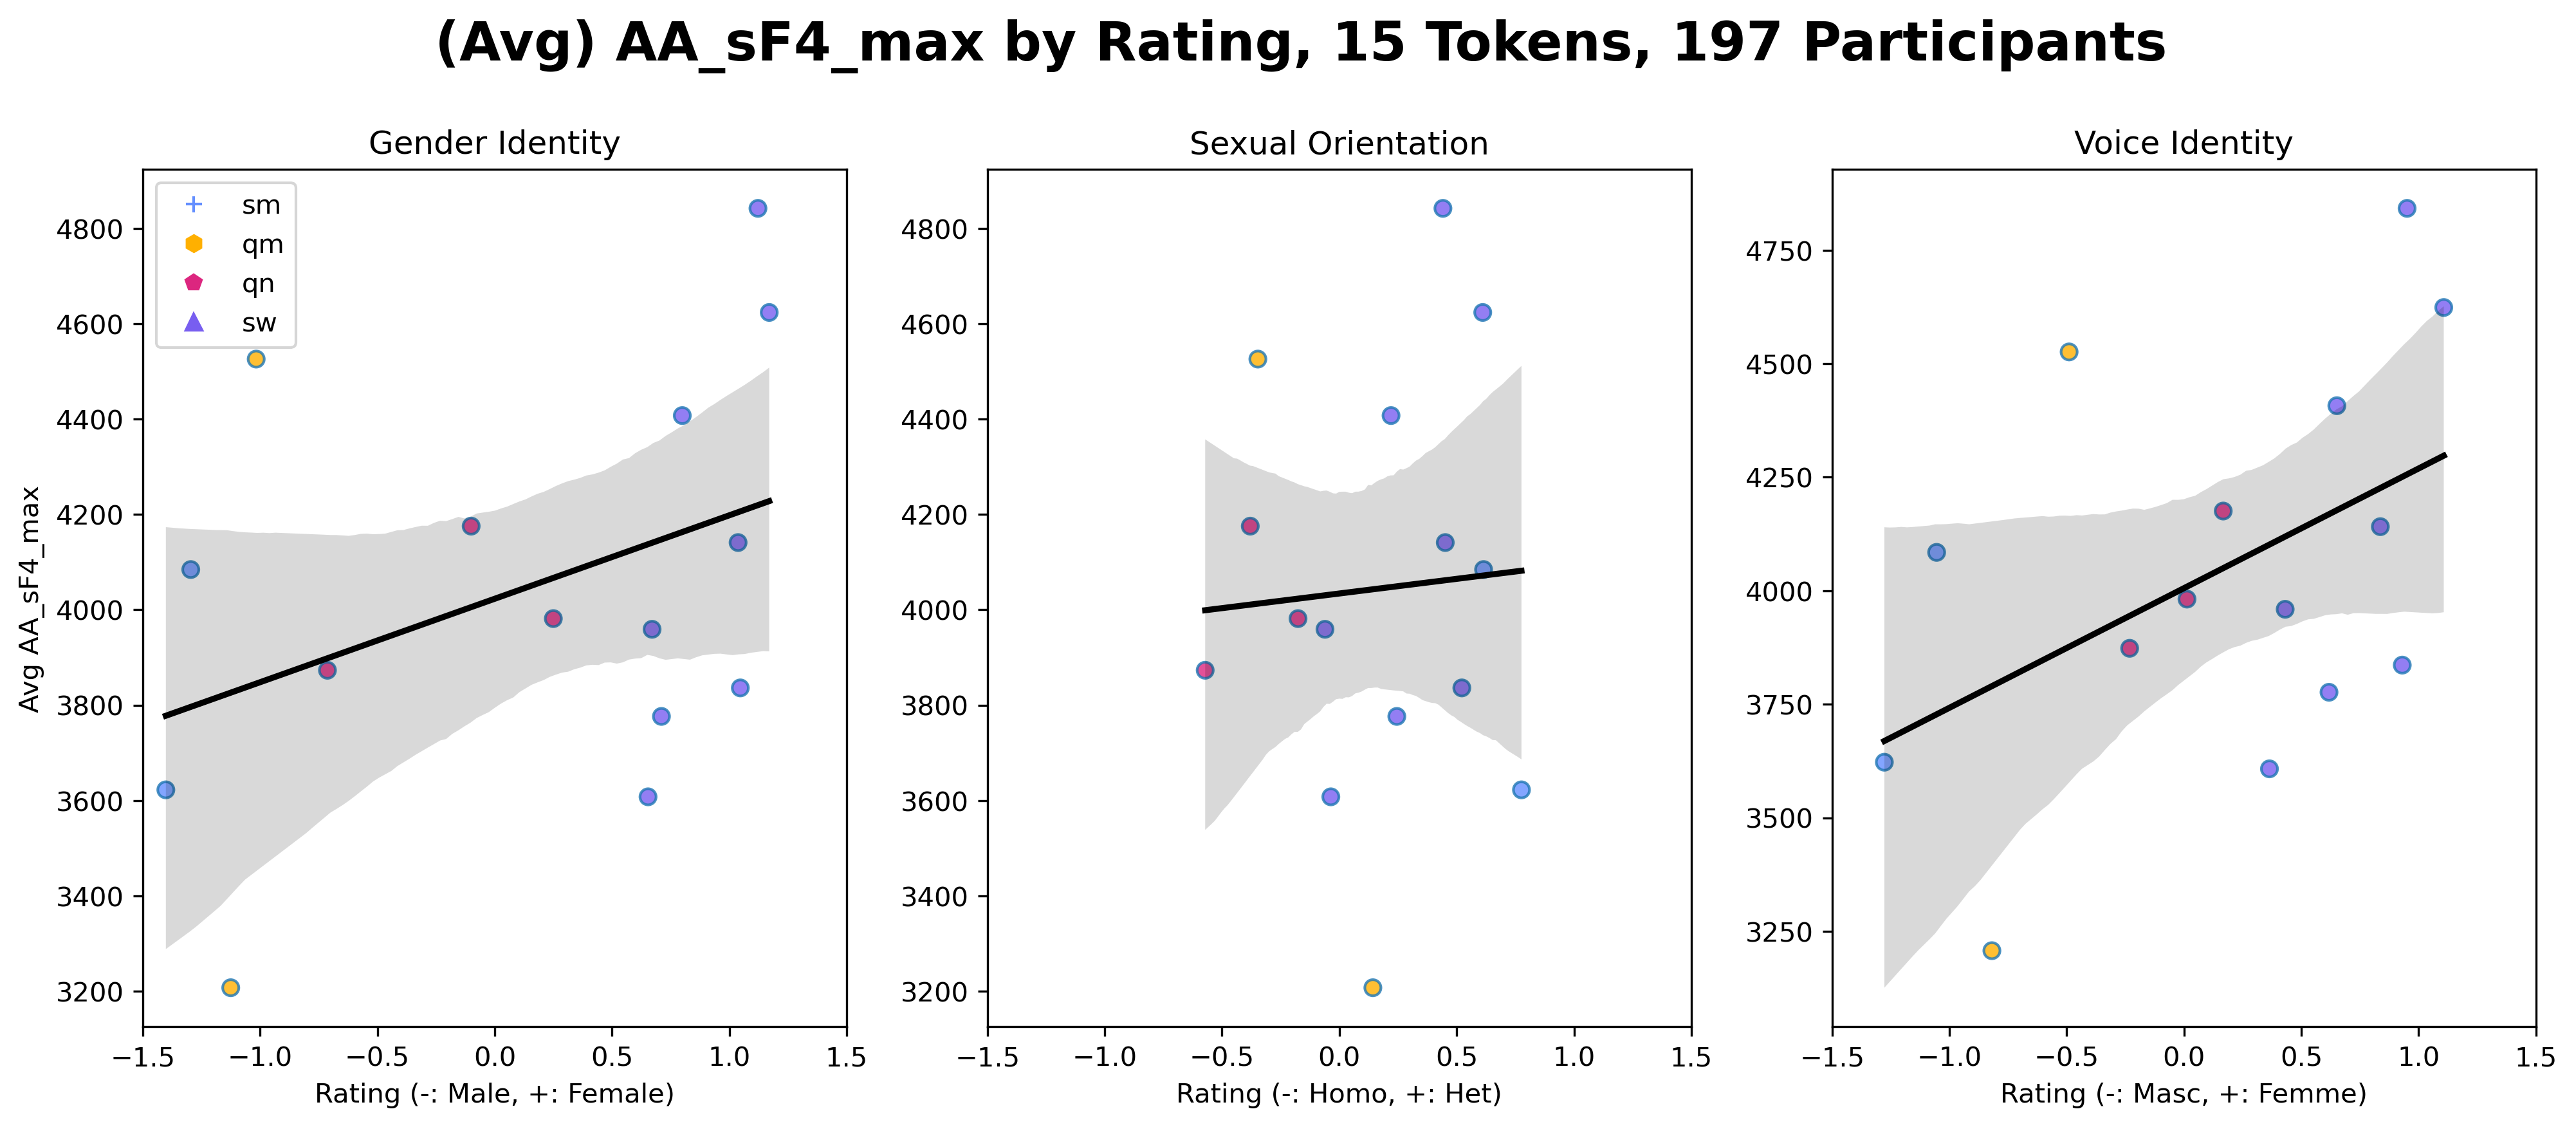 (Avg) AA_sF4_max by Rating, 15 Tokens, 197 Participants
Gender Identity
sm
qm
qn
sw
4800
4600
4400
4200
4000
3800
3600
3400
3200
Avg AA_sF4_max
−1.5 −1.0 −0.5 0.0 0.5 1.0 1.5
Rating (-: Male, +: Female)
Sexual Orientation
4800
4600
4400
4200
4000
3800
3600
3400
3200
−1.5 −1.0 −0.5 0.0 0.5 1.0 1.5
Rating (-: Homo, +: Het)
Voice Identity
4750
4500
4250
4000
3750
3500
3250
−1.5 −1.0 −0.5 0.0 0.5 1.0 1.5
Rating (-: Masc, +: Femme)